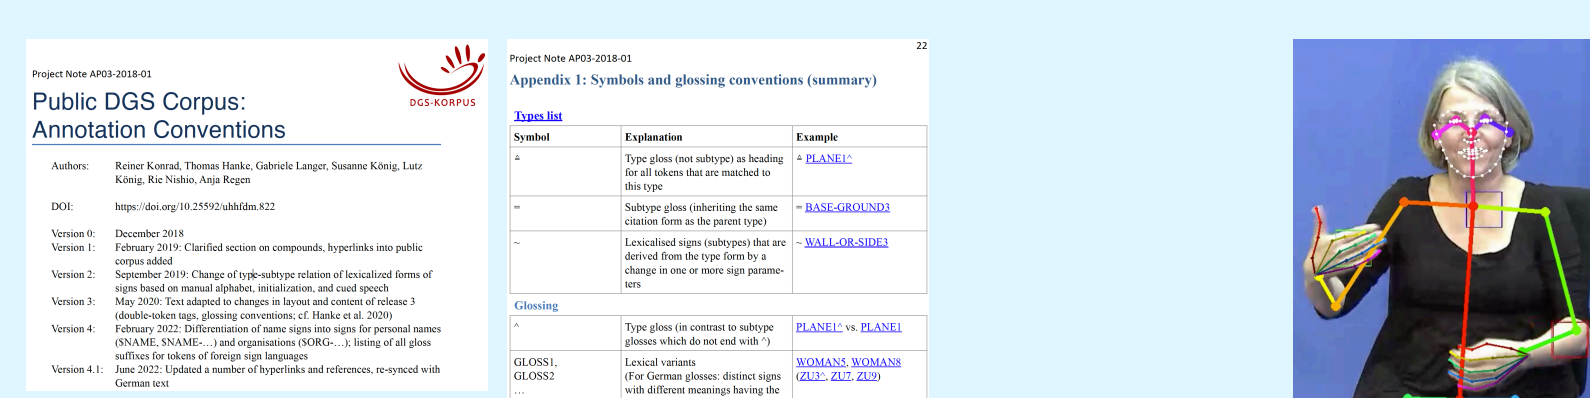 Project Note AP03-2018-01
DGS-KORPUS
Public DGS Corpus:
Annotation Conventions
Authors: Reiner Konrad, Thomas Hanke, Gabriele Langer, Susanne König, Lutz
König, Rie Nishio, Anja Regen
DOI: https://doi.org/10.25592/uhhfdm.822
Version 0: December 2018
Version 1: February 2019: Clarified section on compounds, hyperlinks into public
corpus added
Version 2: September 2019: Change of type-subtype relation of lexicalized forms of
signs based on manual alphabet, initialization, and cued speech
Version 3: May 2020: Text adapted to changes in layout and content of release 3
(double-token tags, glossing conventions; cf. Hanke et al. 2020)
Version 4: February 2022: Differentiation of name signs into signs for personal names
($NAME, $NAME-...) and organisations ($ORG-...); listing of all gloss
suffixes for tokens of foreign sign languages
Version 4.1: June 2022: Updated a number of hyperlinks and references, re-synced with
German text
22
Project Note AP03-2018-01
Appendix 1: Symbols and glossing conventions (summary)
Types list
Symbol Explanation Example
≙ Type gloss (not subtype) as heading ≙ PLANE1^
for all tokens that are matched to
this type
= Subtype gloss (inheriting the same = BASE-GROUND3
citation form as the parent type)
~ Lexicalised signs (subtypes) that are ~ WALL-OR-SIDE3
derived from the type form by a
change in one or more sign parame-
ters
Glossing
^ Type gloss (in contrast to subtype PLANE1^ vs. PLANE1
glosses which do not end with ^)
GLOSS1, Lexical variants WOMAN5, WOMAN8
GLOSS2 (For German glosses: distinct signs (ZU3^, ZU7, ZU9)
… with different meanings having the